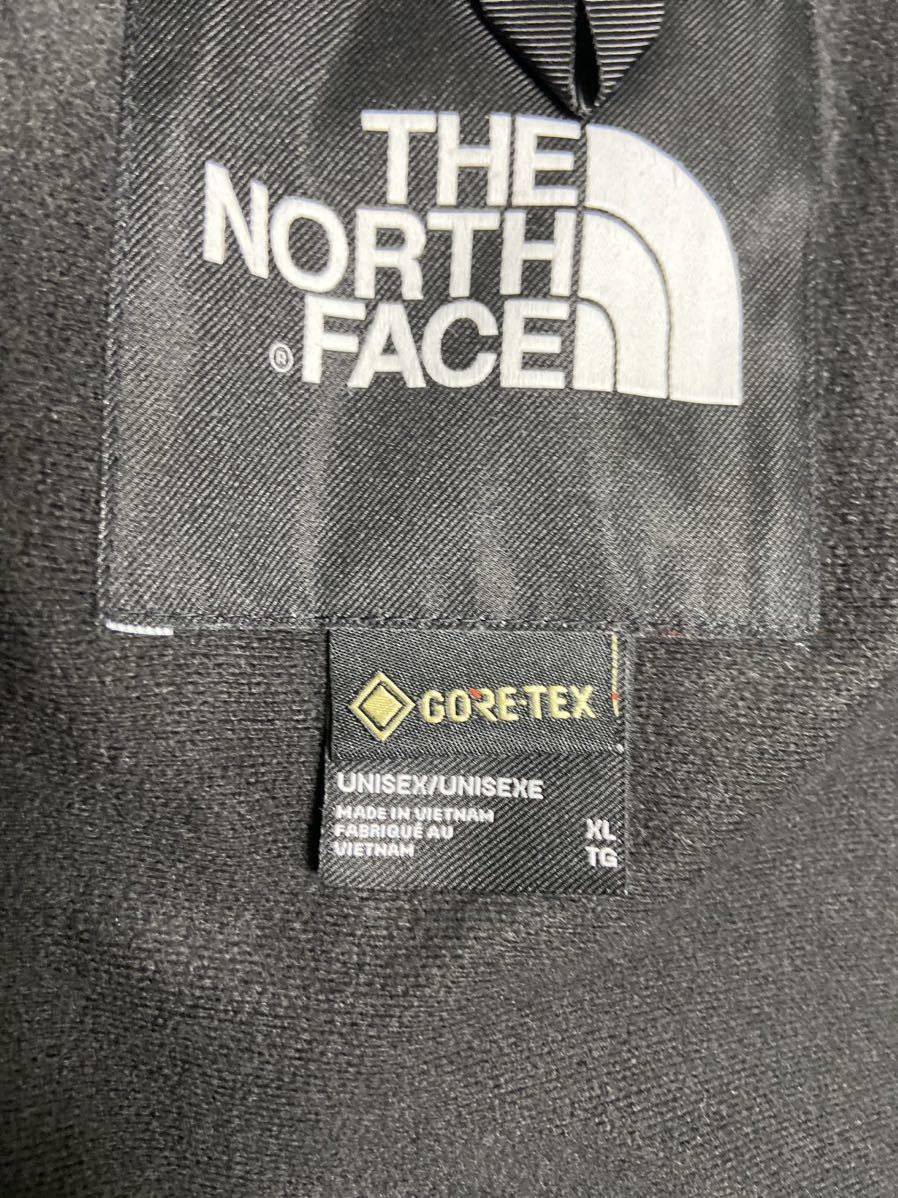 THE
NORTH
FACE
®
GORE-TEX
UNISEX/UNISEXE
MADE IN VIETNAM
FABRIQUÉ AU
VIETNAM
XL
TG